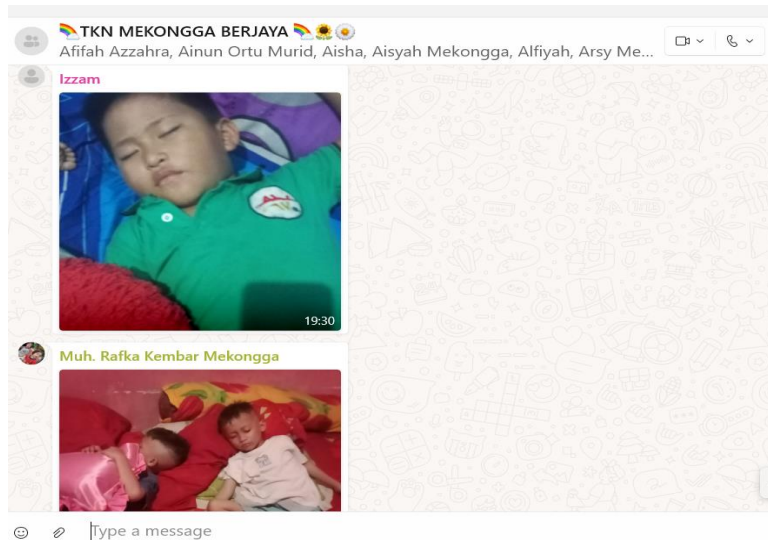 🌈TKN MEKONGGA BERJAYA 🌈🌻🌼
Afifah Azzahra, Ainun Ortu Murid, Aisha, Aisyah Mekongga, Alfiyah, Arsy Me...
Izzam
19:30
Muh. Rafka Kembar Mekongga
Type a message